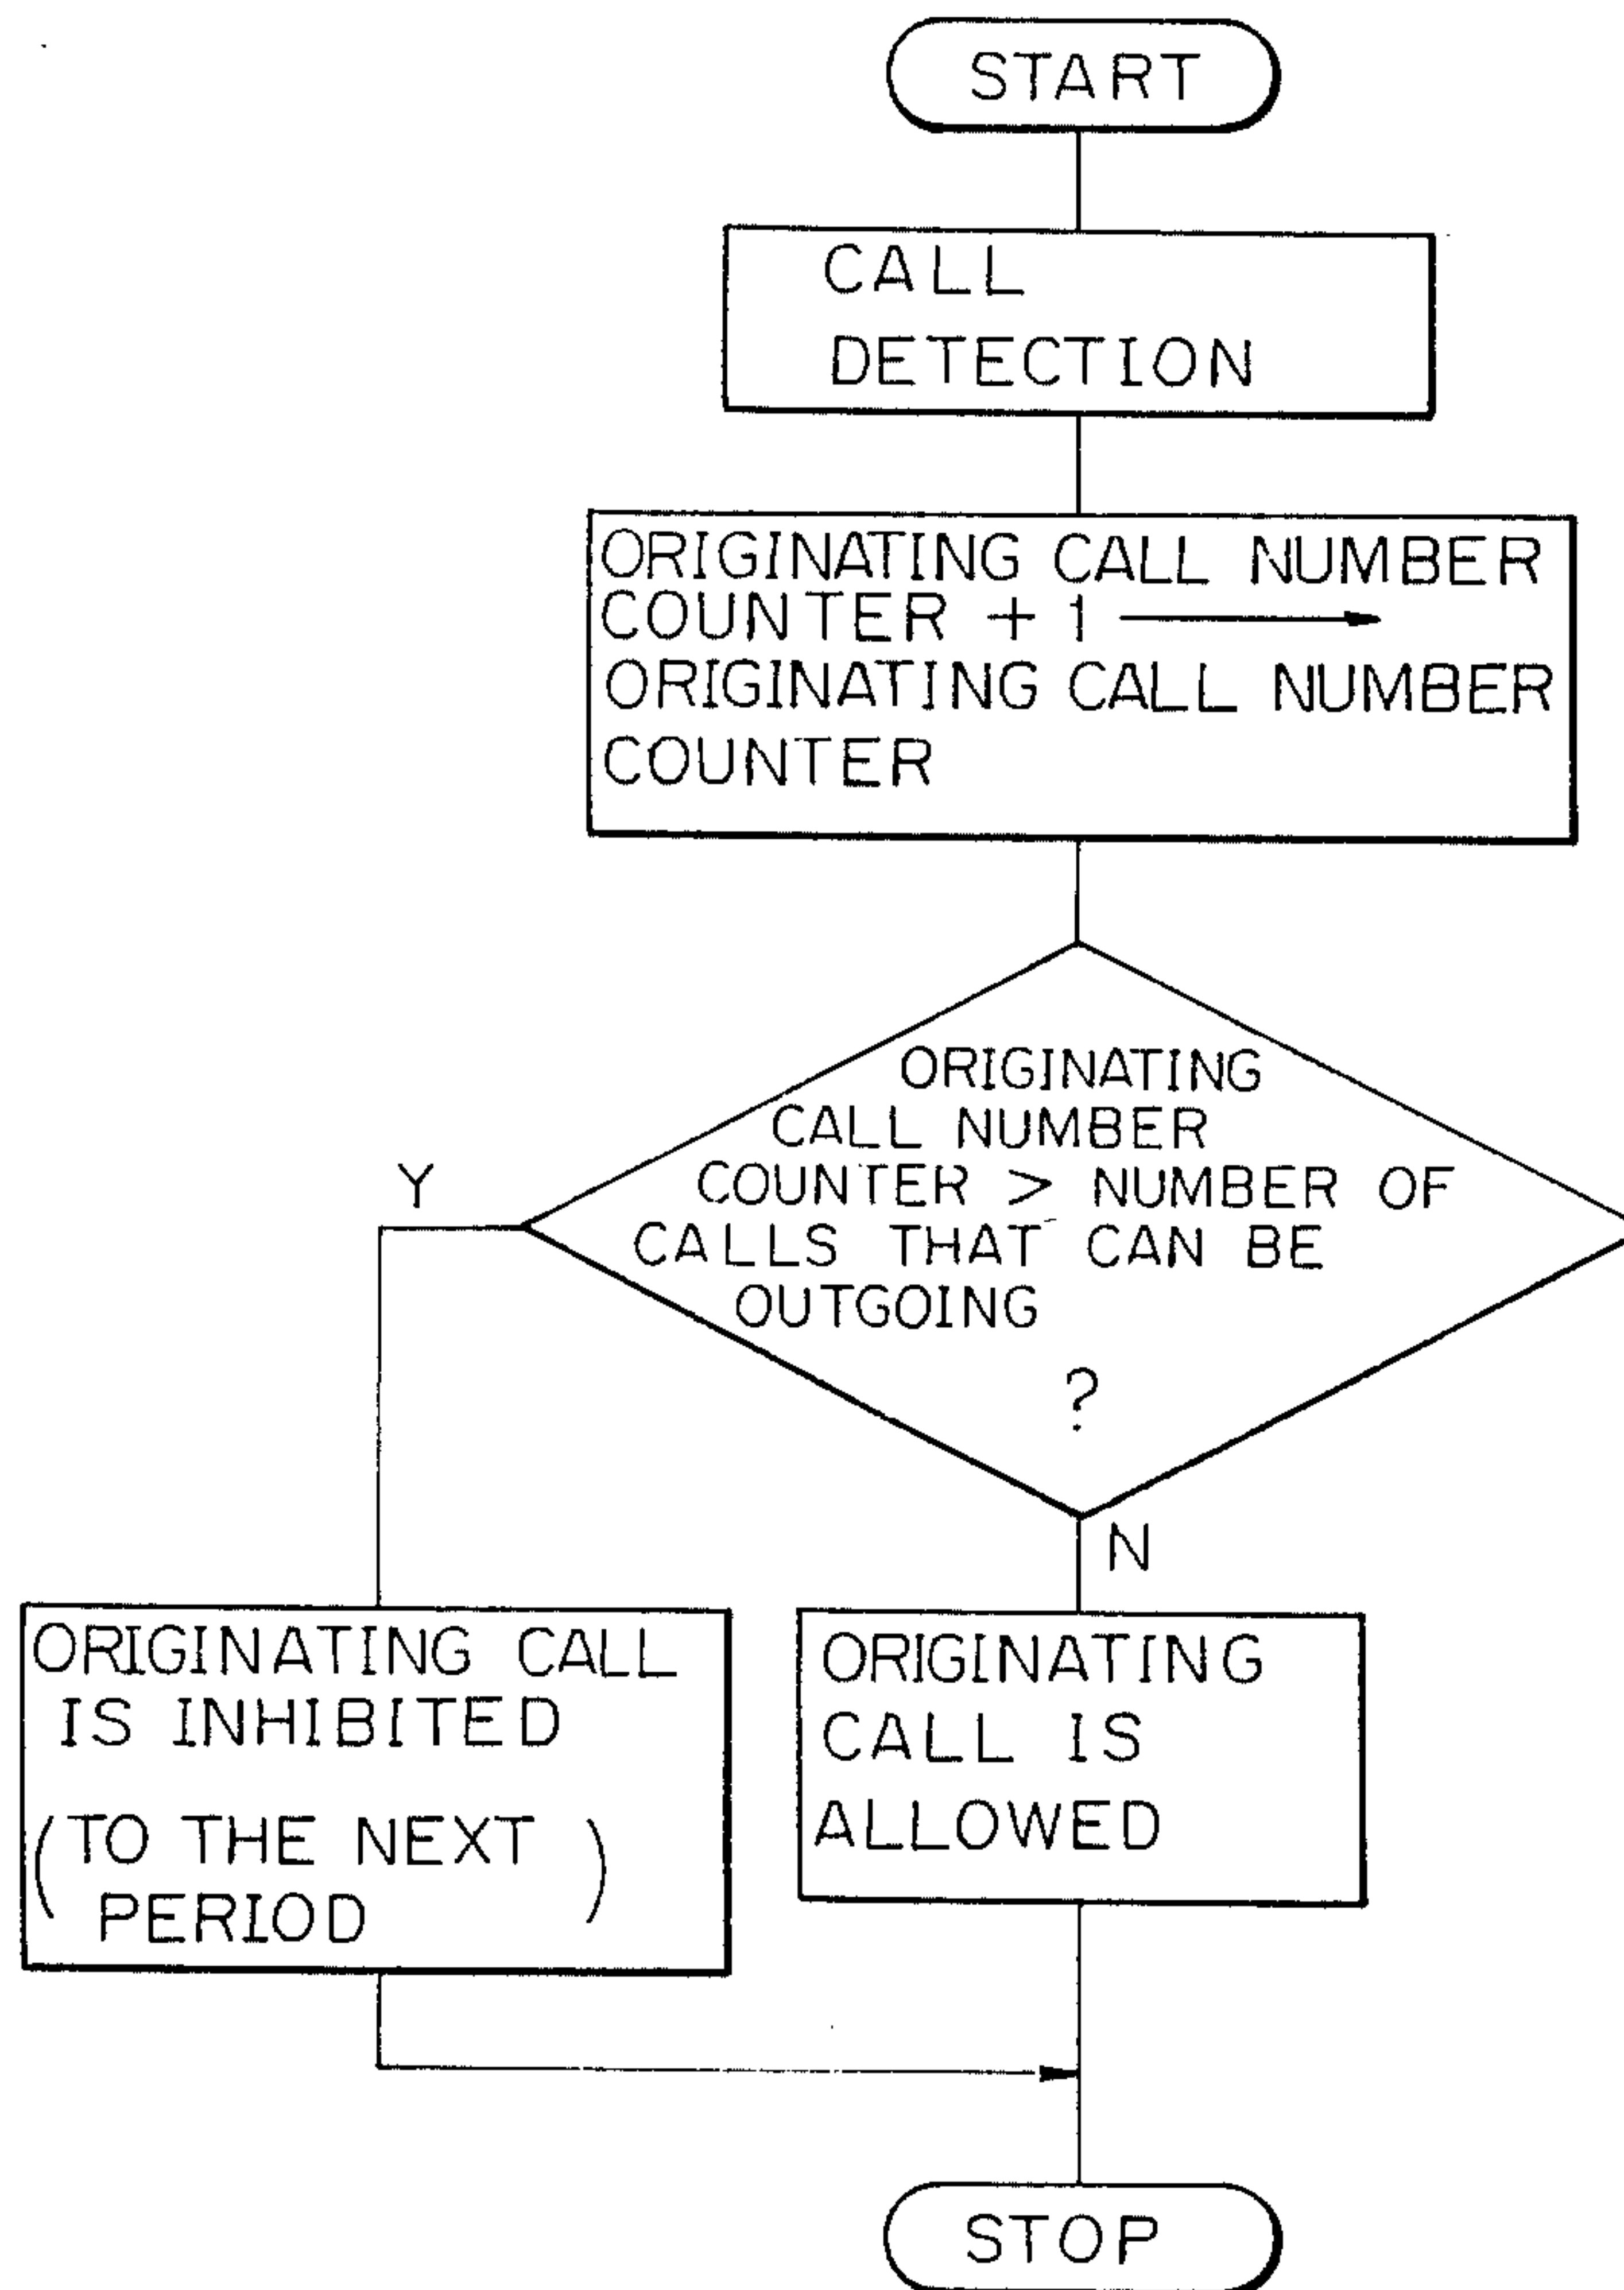 START
CALL
DETECTION
ORIGINATING CALL NUMBER
COUNTER + 1 →
ORIGINATING CALL NUMBER
COUNTER
ORIGINATING
CALL NUMBER
COUNTER > NUMBER OF
CALLS THAT CAN BE
OUTGOING
?
Y
N
ORIGINATING CALL
IS INHIBITED
(TO THE NEXT
PERIOD)
ORIGINATING
CALL IS
ALLOWED
STOP